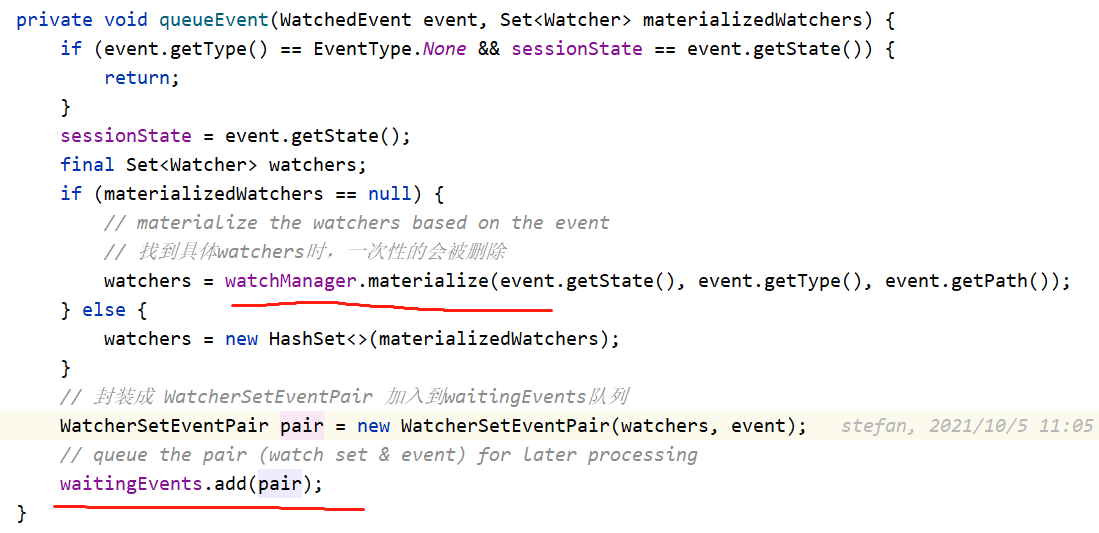 private void queueEvent(WatchedEvent event, Set<Watcher> materializedWatchers) {
    if (event.getType() == EventType.None && sessionState == event.getState()) {
        return;
    }
    sessionState = event.getState();
    final Set<Watcher> watchers;
    if (materializedWatchers == null) {
        // materialize the watchers based on the event
        // 找到具体watchers时，一次性的会被删除
        watchers = watchManager.materialize(event.getState(), event.getType(), event.getPath());
    } else {
        watchers = new HashSet<>(materializedWatchers);
    }
    // 封装成 WatcherSetEventPair 加入到waitingEvents队列
    WatcherSetEventPair pair = new WatcherSetEventPair(watchers, event);   stefan, 2021/10/5 11:05
    // queue the pair (watch set & event) for later processing
    waitingEvents.add(pair);
}